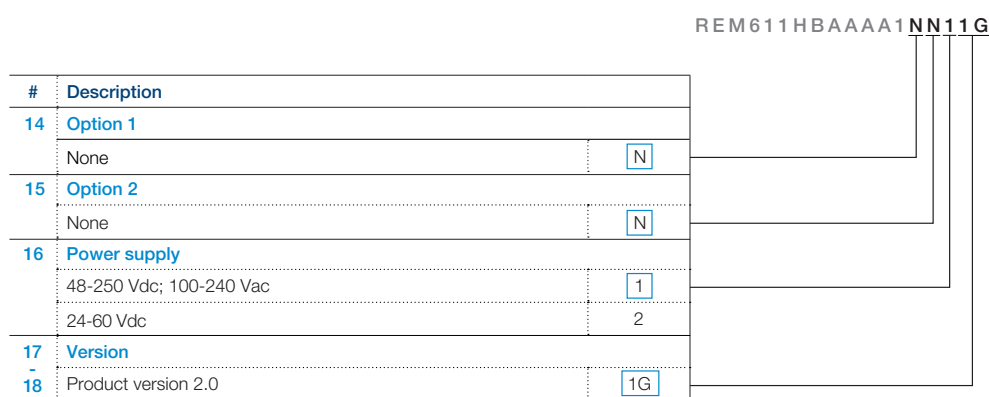 REM611HBAAAA1NN11G
# Description
14 Option 1
None N
15 Option 2
None N
16 Power supply
48-250 Vdc; 100-240 Vac 1
24-60 Vdc 2
17 Version
-
18 Product version 2.0 1G